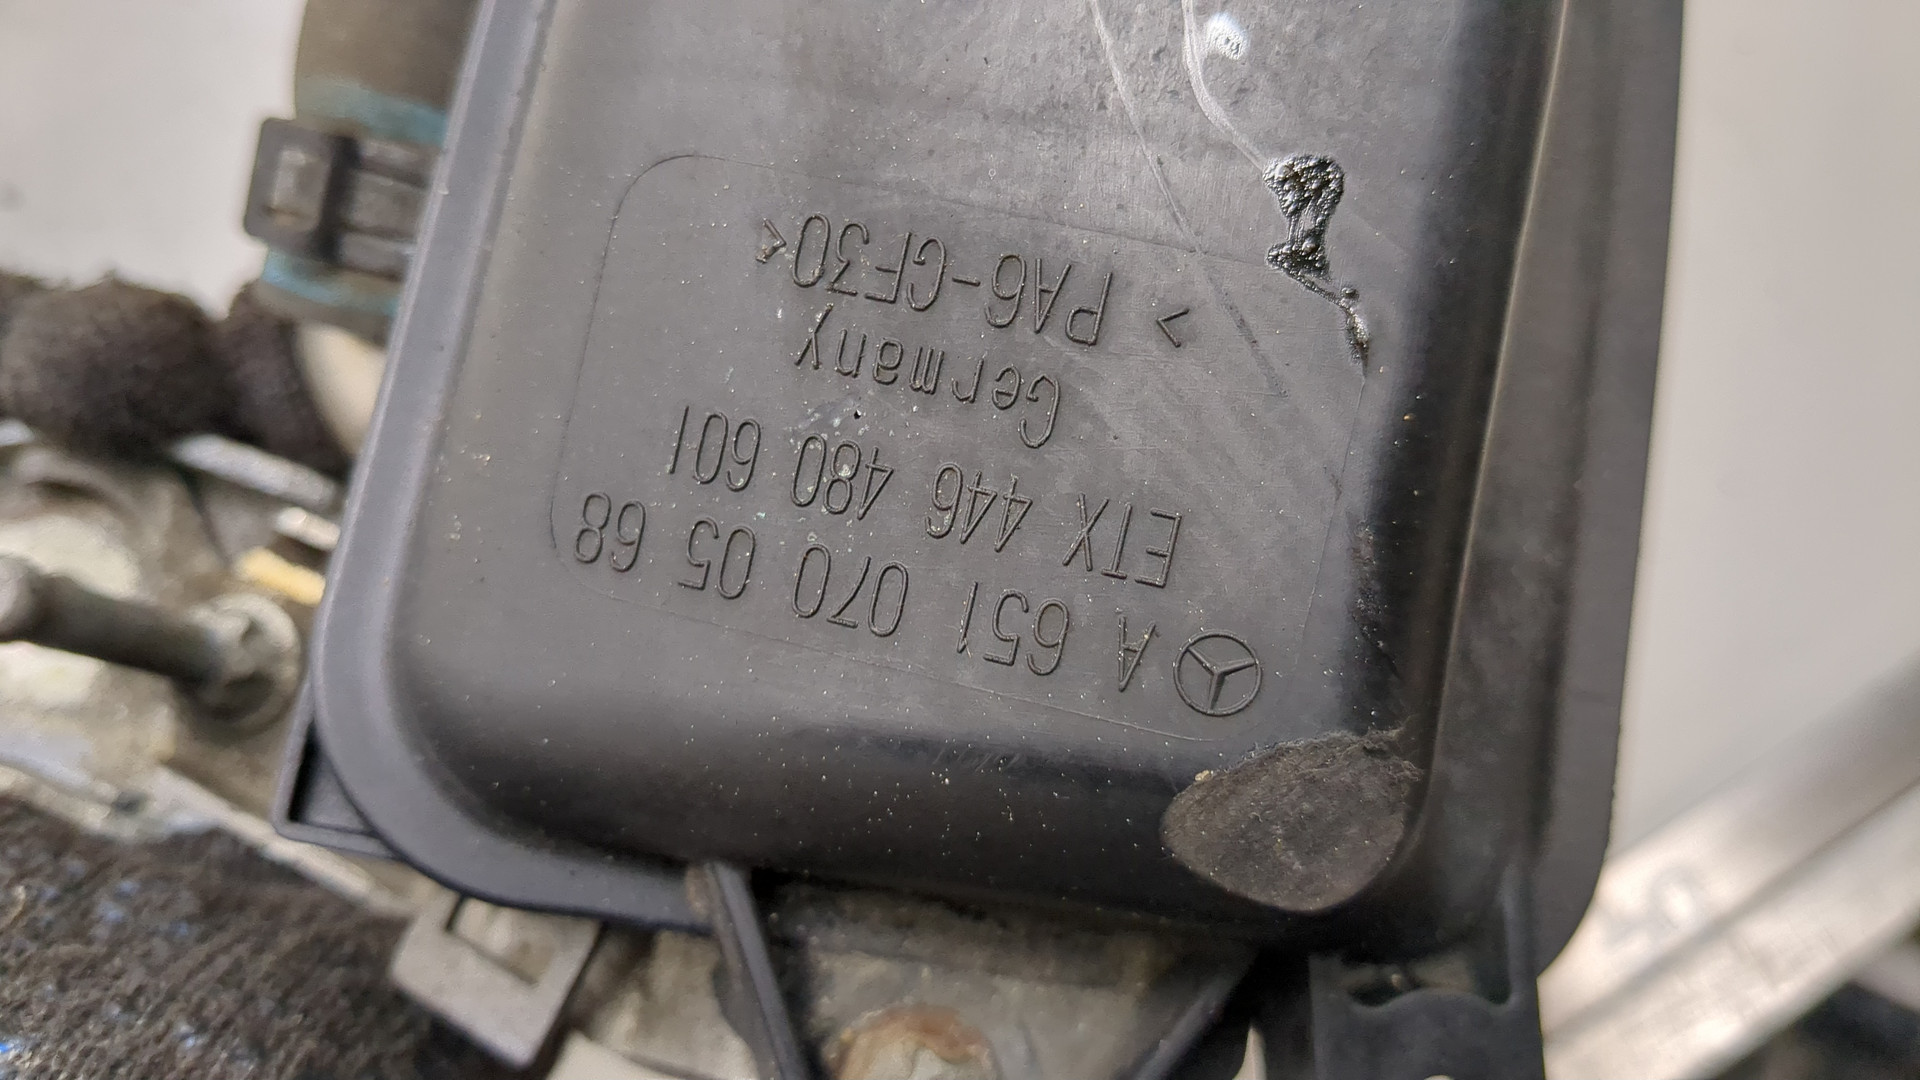 A 651 070 05 68
ETX 446 480 601
Germany
> PA6-GF30<